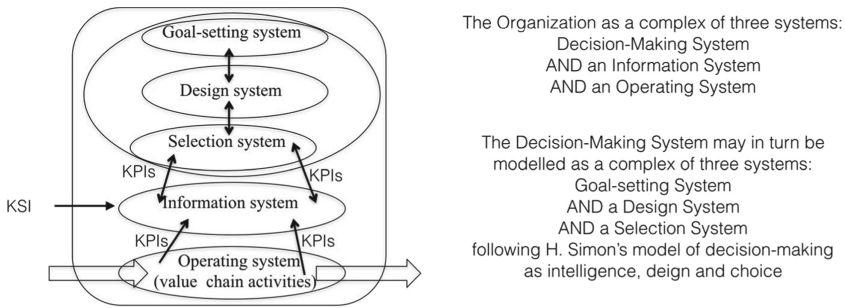 Goal-setting system
Design system
Selection system
KPIs
KPIs
KSI
Information system
KPIs
KPIs
Operating system
(value chain activities)
The Organization as a complex of three systems:
Decision-Making System
AND an Information System
AND an Operating System
The Decision-Making System may in turn be
modelled as a complex of three systems:
Goal-setting System
AND a Design System
AND a Selection System
following H. Simon's model of decision-making
as intelligence, deign and choice